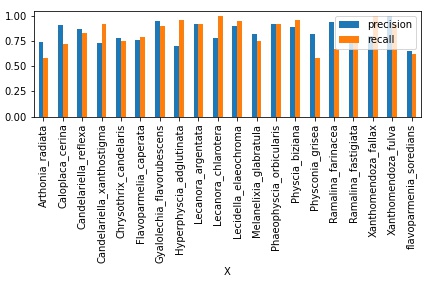 1.00
0.75
0.50
0.25
0.00
precision
recall
Arthonia_radiata
Caloplaca_cerina
Candelariella_reflexa
Candelariella_xanthostigma
Chrysothrix_candelaris
Flavoparmelia_caperata
Gyalolechia_flavorubescens
Hyperphyscia_adglutinata
Lecanora_argentata
Lecanora_chlarotera
Lecidella_elaeochroma
Melanelixia_glabratula
Phaeophyscia_orbicularis
Physcia_biziana
Physconia_grisea
Ramalina_farinacea
Ramalina_fastigiata
Xanthomendoza_fallax
Xanthomendoza_fulva
flavoparmenia_soredians
X